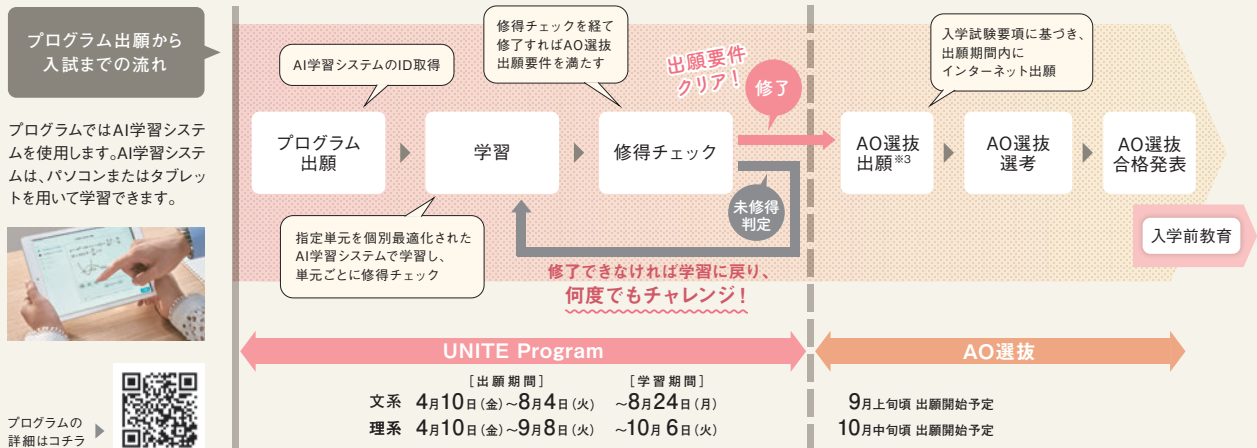 プログラム出願から
入試までの流れ
プログラムではAI学習システ
ムを使用します。AI学習システ
ムは、パソコンまたはタブレッ
トを用いて学習できます。
プログラムの
詳細はコチラ
AI学習システムのID取得
修得チェックを経て
修了すればAO選抜
出願要件を満たす
出願要件
クリア！
修了
入学試験要項に基づき、
出願期間内に
インターネット出願
プログラム
出願
学習
修得チェック
AO選抜
出願※3
AO選抜
選考
AO選抜
合格発表
未修得
判定
入学前教育
指定単元を個別最適化された
AI学習システムで学習し、
単元ごとに修得チェック
修了できなければ学習に戻り、
何度でもチャレンジ！
UNITE Program
AO選抜
［出願期間］ ［学習期間］
文系 4月10日（金）～8月4日（火） ～8月24日（月） 9月上旬頃 出願開始予定
理系 4月10日（金）～9月8日（火） ～10月6日（火） 10月中旬頃 出願開始予定